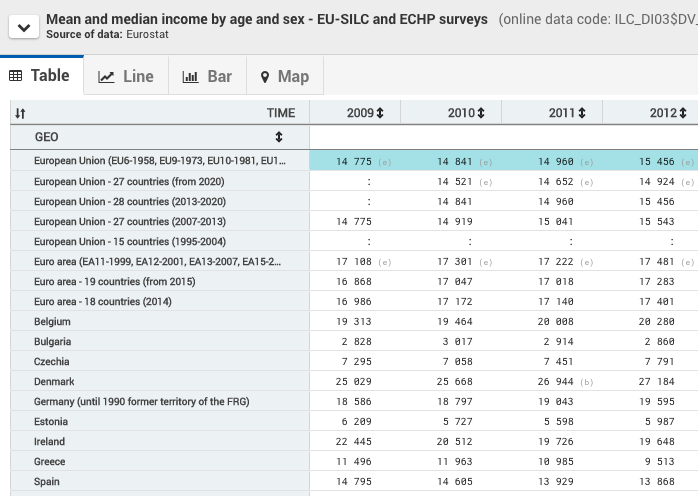 Mean and median income by age and sex - EU-SILC and ECHP surveys (online data code: ILC_DI03$DV_
Source of data: Eurostat
Table Line Bar Map
TIME 2009 2010 2011 2012
GEO
European Union (EU6-1958, EU9-1973, EU10-1981, EU1... 14 775 (e) 14 841 (e) 14 960 (e) 15 456 (e)
European Union - 27 countries (from 2020) : 14 521 (e) 14 652 (e) 14 924 (e)
European Union - 28 countries (2013-2020) : 14 841 14 960 15 456
European Union - 27 countries (2007-2013) 14 775 14 919 15 041 15 543
European Union - 15 countries (1995-2004) : : : :
Euro area (EA11-1999, EA12-2001, EA13-2007, EA15-2... 17 108 (e) 17 301 (e) 17 222 (e) 17 481 (e)
Euro area - 19 countries (from 2015) 16 868 17 047 17 018 17 283
Euro area - 18 countries (2014) 16 986 17 172 17 140 17 401
Belgium 19 313 19 464 20 008 20 280
Bulgaria 2 828 3 017 2 914 2 860
Czechia 7 295 7 058 7 451 7 791
Denmark 25 029 25 668 26 944 (b) 27 184
Germany (until 1990 former territory of the FRG) 18 586 18 797 19 043 19 595
Estonia 6 209 5 727 5 598 5 987
Ireland 22 445 20 512 19 726 19 648
Greece 11 496 11 963 10 985 9 513
Spain 14 795 14 605 13 929 13 868